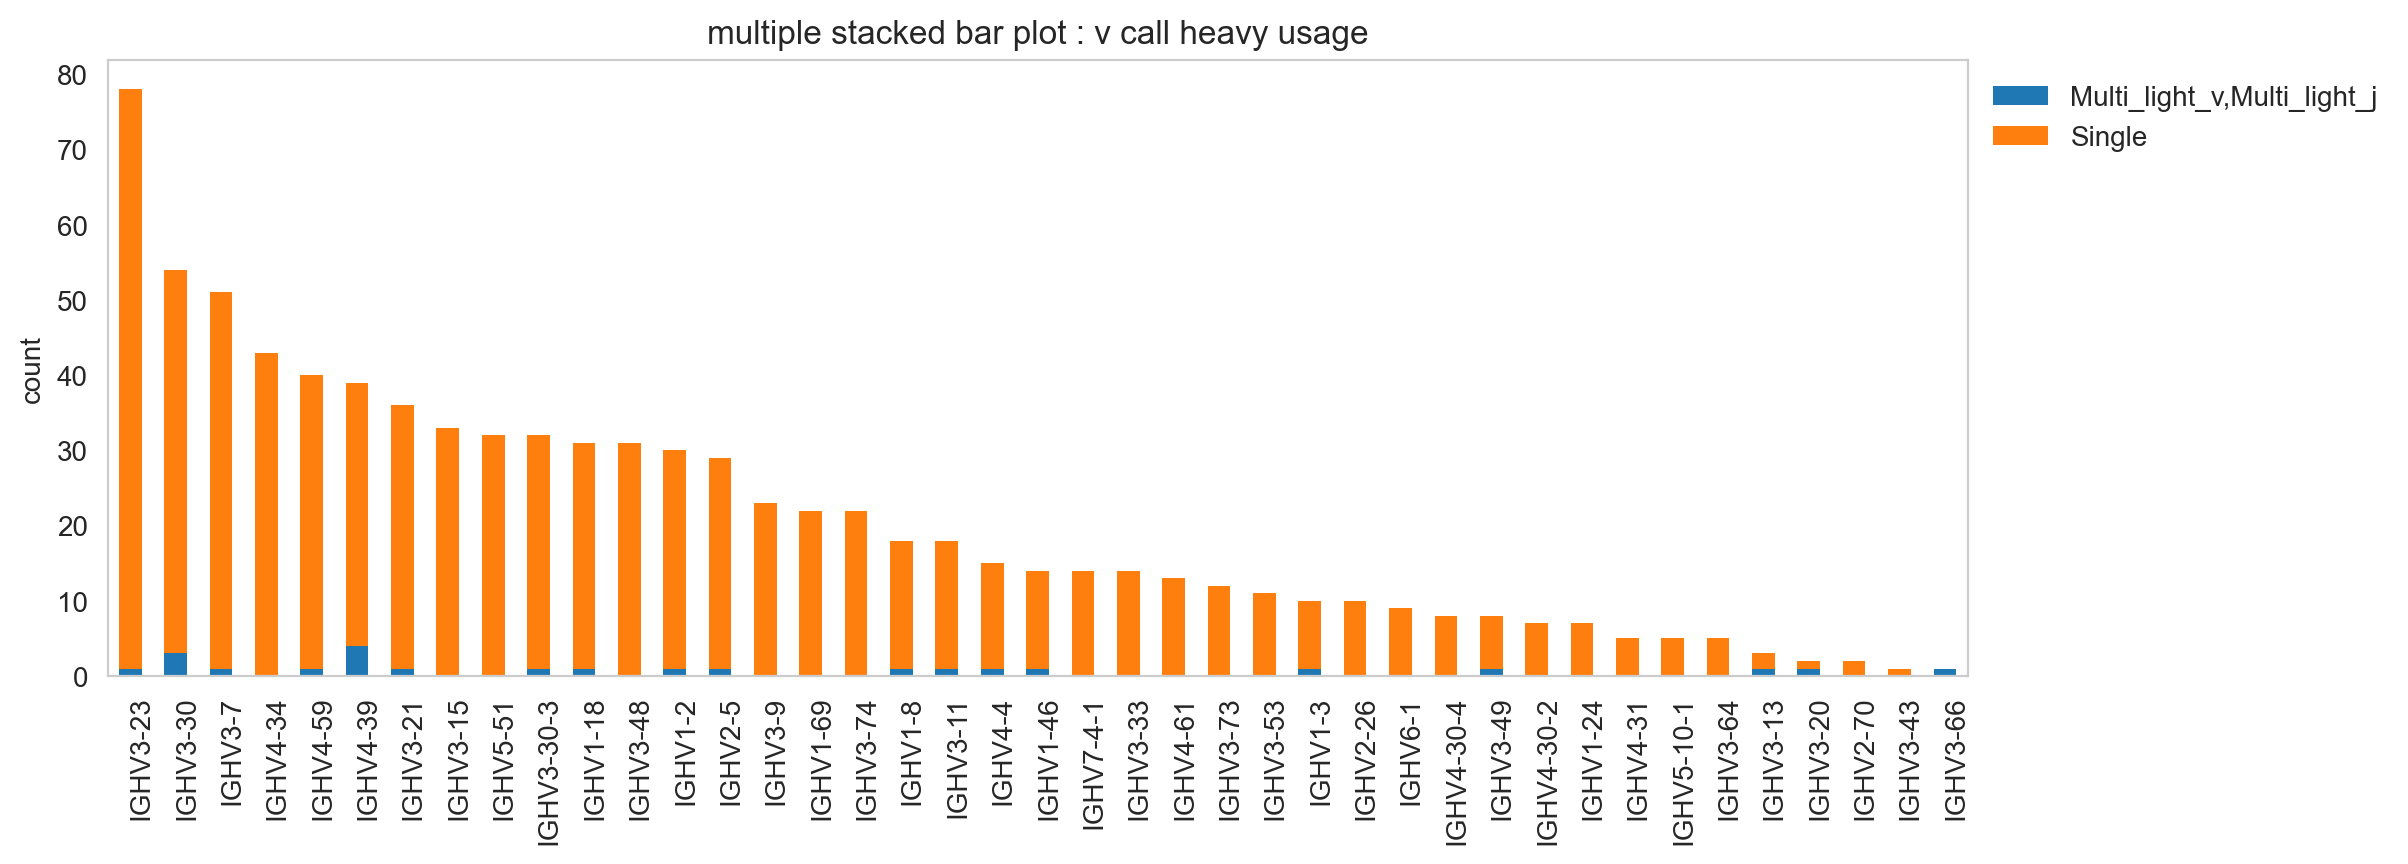 multiple stacked bar plot : v call heavy usage
80
70
60
50
40
30
20
10
0
count
Multi_light_v,Multi_light_j
Single
IGHV3-23
IGHV3-30
IGHV3-7
IGHV4-34
IGHV4-59
IGHV4-39
IGHV3-21
IGHV3-15
IGHV5-51
IGHV3-30-3
IGHV1-18
IGHV3-48
IGHV1-2
IGHV2-5
IGHV3-9
IGHV1-69
IGHV3-74
IGHV1-8
IGHV3-11
IGHV4-4
IGHV1-46
IGHV7-4-1
IGHV3-33
IGHV4-61
IGHV3-73
IGHV3-53
IGHV1-3
IGHV2-26
IGHV6-1
IGHV4-30-4
IGHV3-49
IGHV4-30-2
IGHV1-24
IGHV4-31
IGHV5-10-1
IGHV3-64
IGHV3-13
IGHV3-20
IGHV2-70
IGHV3-43
IGHV3-66